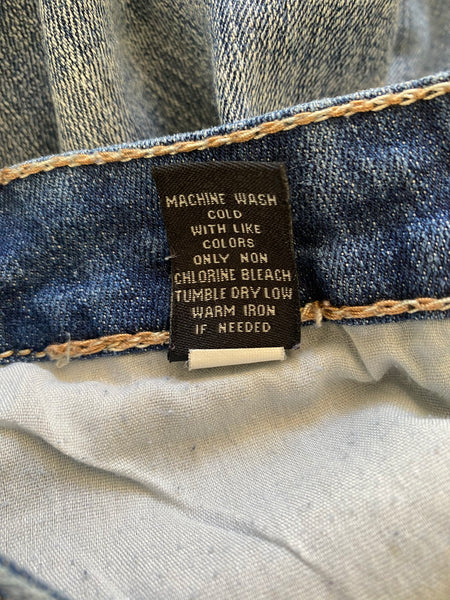 MACHINE WASH
COLD
WITH LIKE
COLORS
ONLY NON
CHLORINE BLEACH
TUMBLE DRY LOW
WARM IRON
IF NEEDED